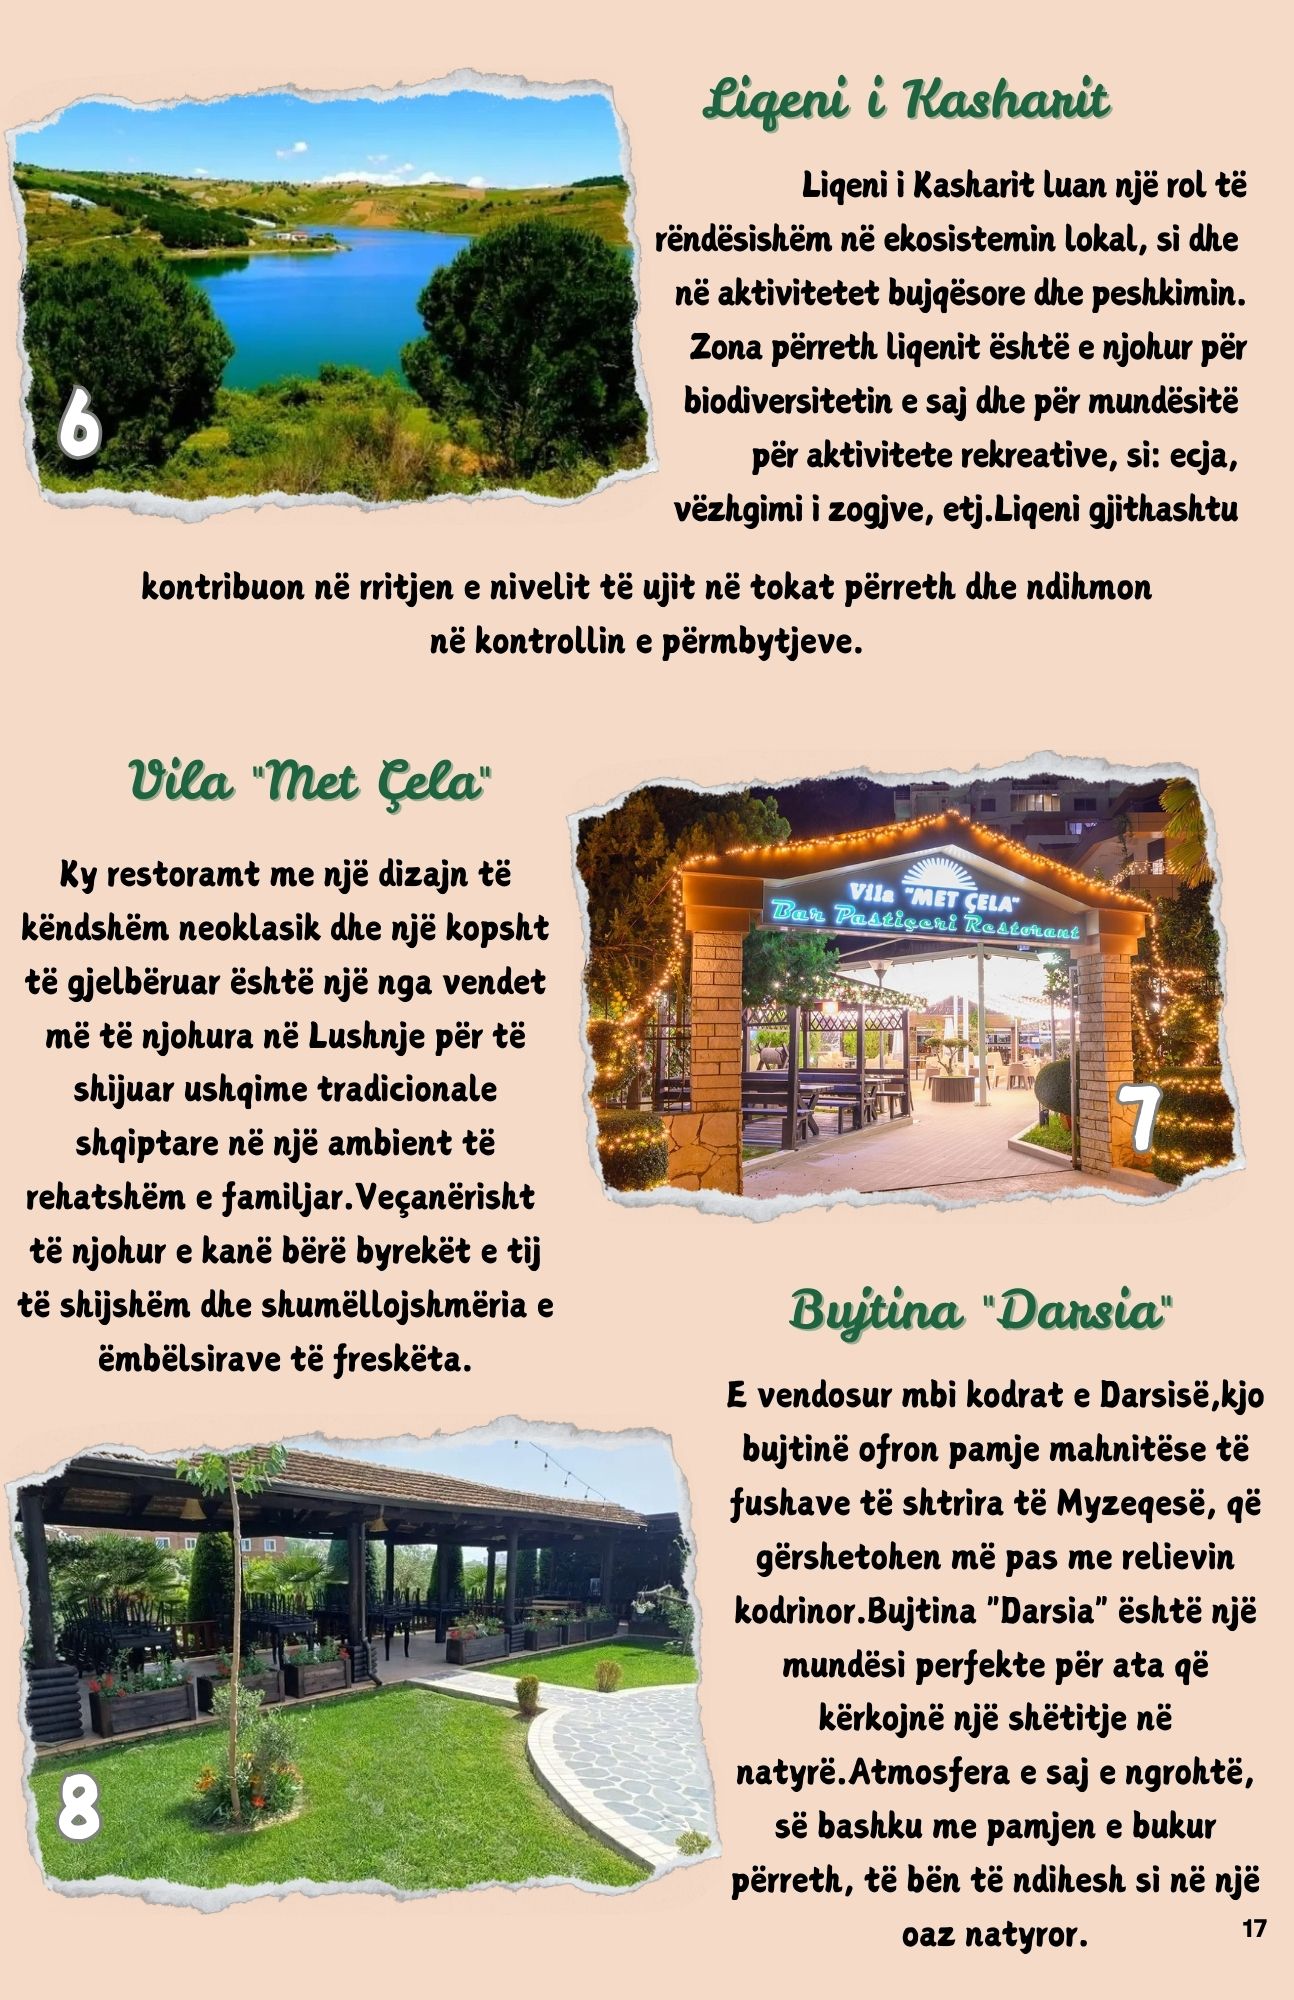 Liqeni i Kasharit
Liqeni i Kasharit luan një rol të
rëndësishëm në ekosistemin lokal, si dhe
në aktivitetet bujqësore dhe peshkimin.
Zona përreth liqenit është e njohur për
biodiversitetin e saj dhe për mundësitë
për aktivitete rekreative, si: ecja,
vëzhgimi i zogjve, etj.Liqeni gjithashtu
kontribuon në rritjen e nivelit të ujit në tokat përreth dhe ndihmon
në kontrollin e përmbytjeve.
6
Vila "Met Çela"
Ky restoramt me një dizajn të
këndshëm neoklasik dhe një kopsht
të gjelbëruar është një nga vendet
më të njohura në Lushnje për të
shijuar ushqime tradicionale
shqiptare në një ambient të
rehatshëm e familjar.Veçanërisht
të njohur e kanë bërë byrekët e tij
të shijshëm dhe shumëllojshmëria e
ëmbëlsirave të freskëta.
Vila "MET ÇELA"
Bar Pastiçeri Restorant
7
Bujtina "Darsia"
E vendosur mbi kodrat e Darsisë,kjo
bujtinë ofron pamje mahnitëse të
fushave të shtrira të Myzeqesë, që
gërshetohen më pas me relievin
kodrinor.Bujtina "Darsia" është një
mundësi perfekte për ata që
kërkojnë një shëtitje në
natyrë.Atmosfera e saj e ngrohtë,
së bashku me pamjen e bukur
përreth, të bën të ndihesh si në një
oaz natyror.
8
17